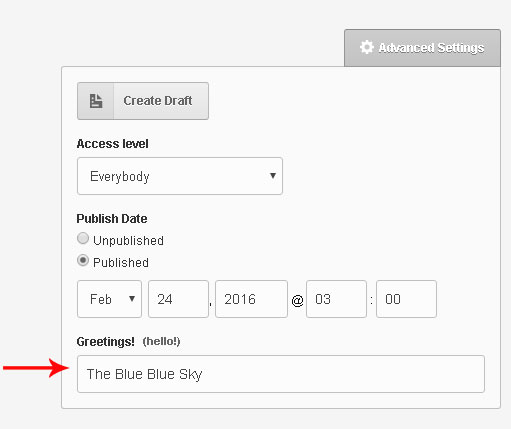 Advanced Settings
Create Draft
Access level
Everybody
Publish Date
Unpublished
Published
Feb 24 , 2016 @ 03 : 00
Greetings! (hello!)
The Blue Blue Sky